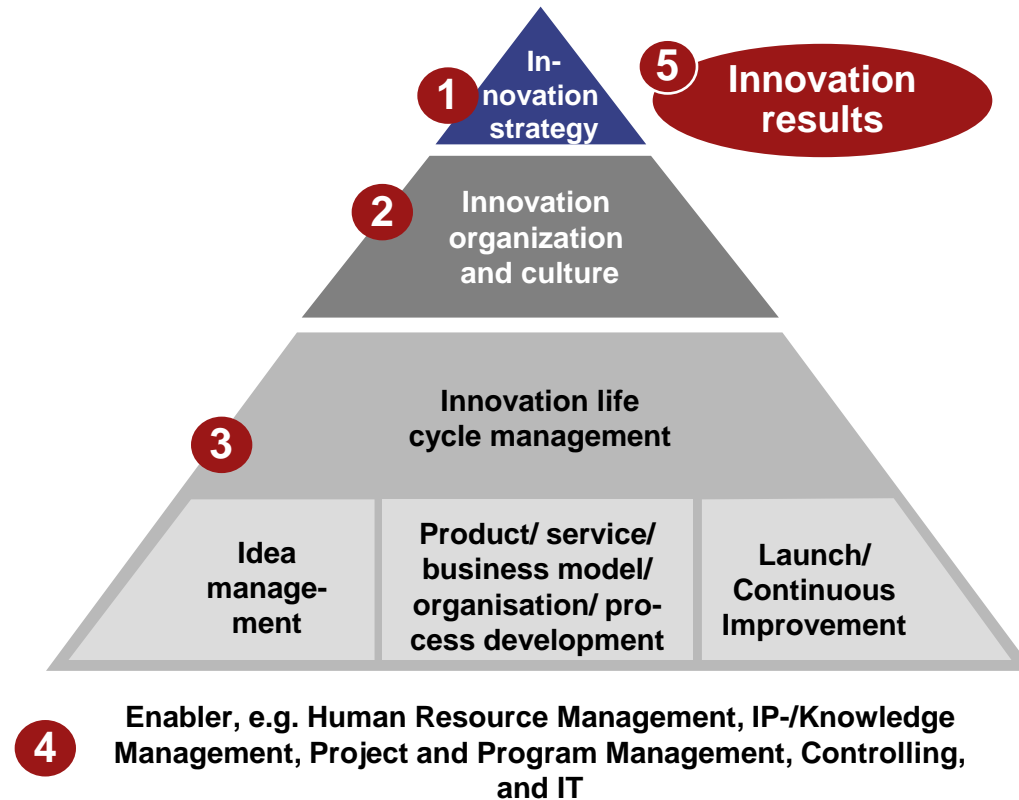 1
In-
novation
strategy
5
Innovation
results
2
Innovation
organization
and culture
3
Innovation life
cycle management
Idea
manage-
ment
Product/ service/
business model/
organisation/ pro-
cess development
Launch/
Continuous
Improvement
4
Enabler, e.g. Human Resource Management, IP-/Knowledge
Management, Project and Program Management, Controlling,
and IT